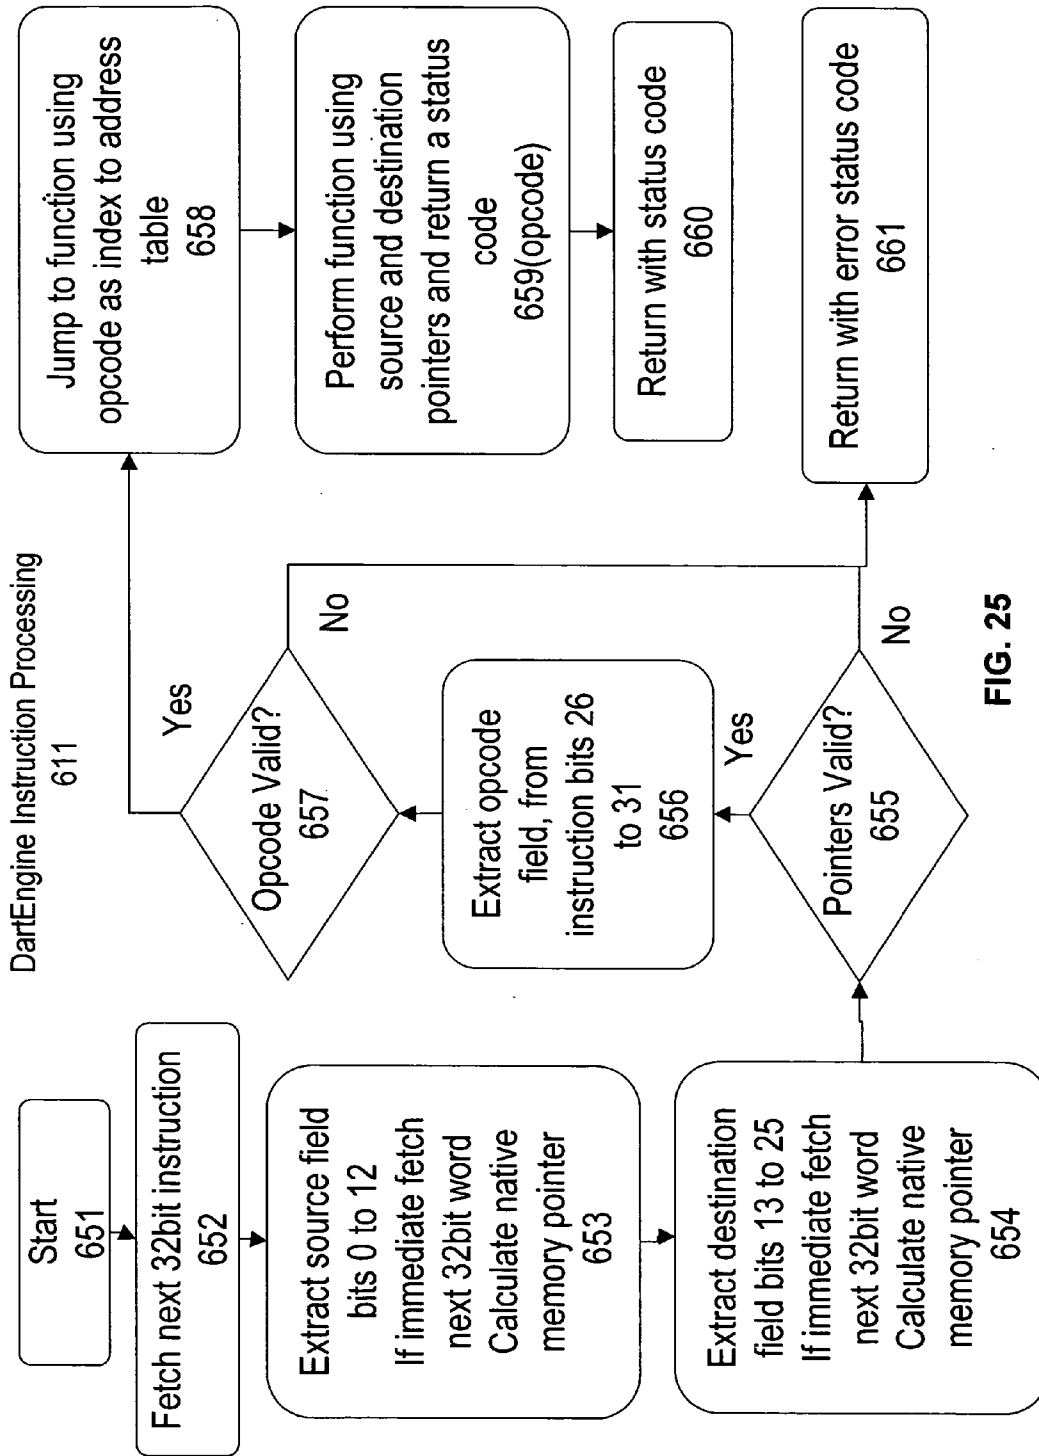 DartEngine Instruction Processing
611
Start
651
Fetch next 32bit instruction
652
Extract source field
bits 0 to 12
If immediate fetch
next 32bit word
Calculate native
memory pointer
653
Extract destination
field bits 13 to 25
If immediate fetch
next 32bit word
Calculate native
memory pointer
654
Pointers Valid?
655
Yes
No
Extract opcode
field, from
instruction bits 26
to 31
656
Opcode Valid?
657
Yes
No
Jump to function using
opcode as index to address
table
658
Perform function using
source and destination
pointers and return a status
code
659(opcode)
Return with status code
660
Return with error status code
661
FIG. 25